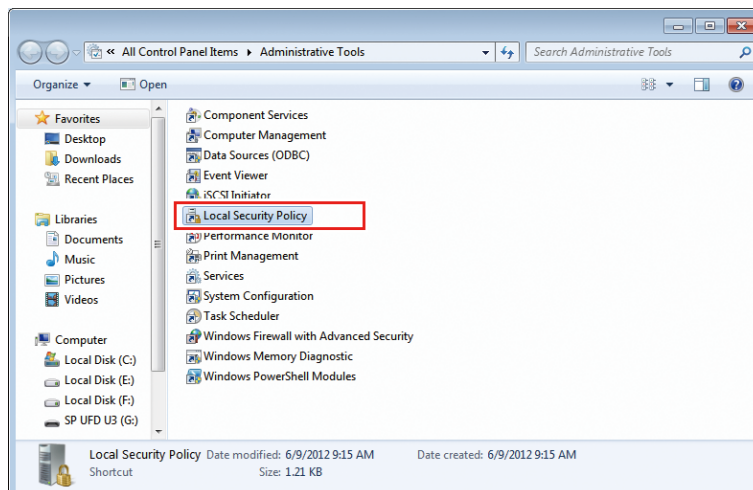 « All Control Panel Items ▸ Administrative Tools
Search Administrative Tools
Organize ▼ Open
Favorites
Desktop
Downloads
Recent Places
Libraries
Documents
Music
Pictures
Videos
Computer
Local Disk (C:)
Local Disk (E:)
Local Disk (F:)
SP UFD U3 (G:)
Component Services
Computer Management
Data Sources (ODBC)
Event Viewer
iSCSI Initiator
Local Security Policy
Performance Monitor
Print Management
Services
System Configuration
Task Scheduler
Windows Firewall with Advanced Security
Windows Memory Diagnostic
Windows PowerShell Modules
Local Security Policy Date modified: 6/9/2012 9:15 AM Date created: 6/9/2012 9:15 AM
Shortcut Size: 1.21 KB